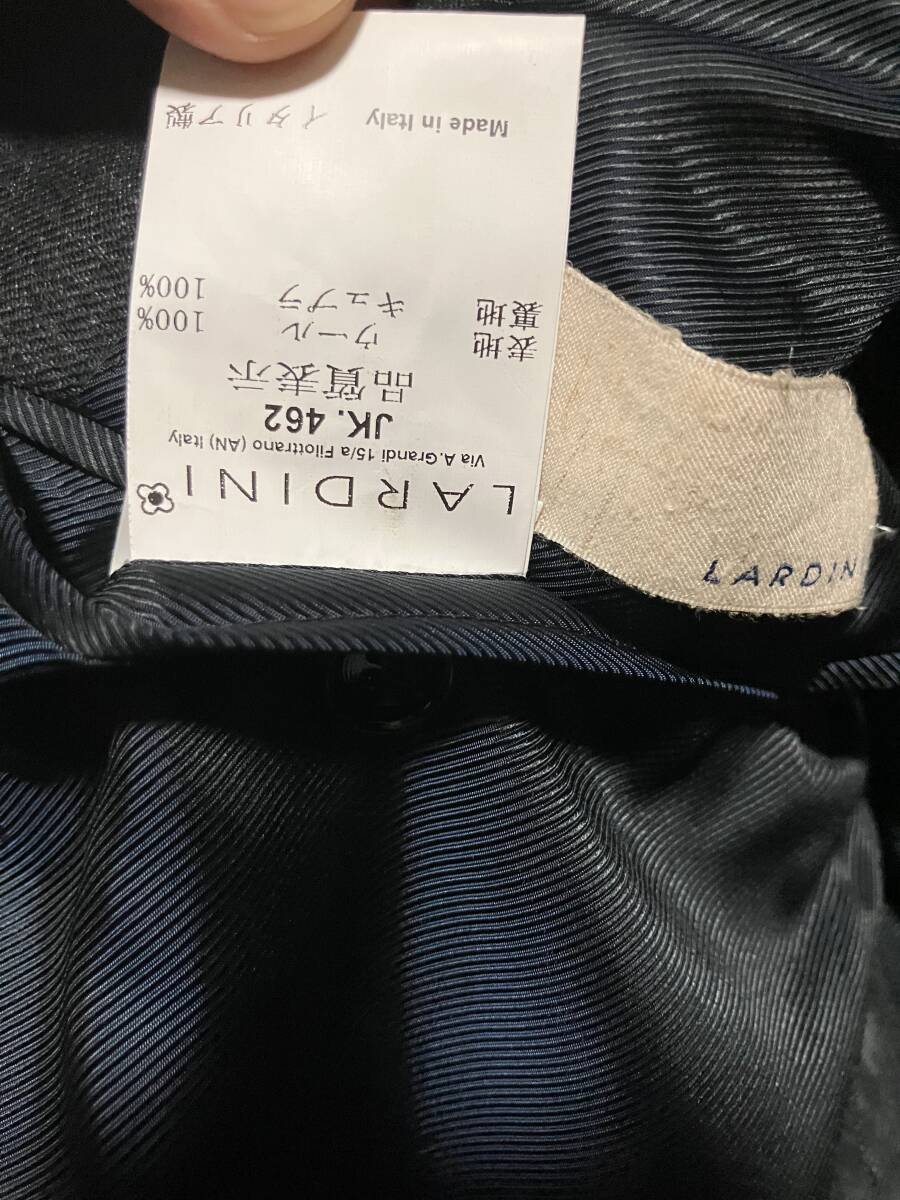 LARDINI
Via A.Grandi 15/a Filottrano (AN) Italy
JK. 462
品質表示
表地 ウール 100%
裏地 キュプラ 100%
Made in Italy イタリア製
LARDIN